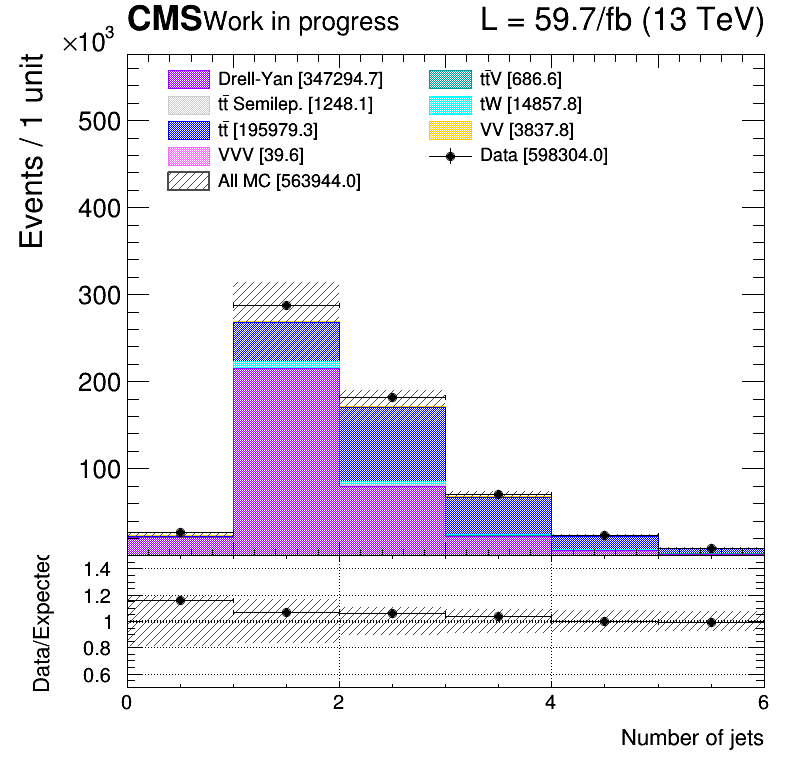 CMS Work in progress L = 59.7/fb (13 TeV)
×10³
Drell-Yan [347294.7] tt̄V [686.6]
tt̄ Semilep. [1248.1] tW [14857.8]
tt̄ [195979.3] VV [3837.8]
VVV [39.6] Data [598304.0]
All MC [563944.0]
Events / 1 unit
500
400
300
200
100
Data/Expected
1.4
1.2
1
0.8
0.6
0 2 4 6
Number of jets